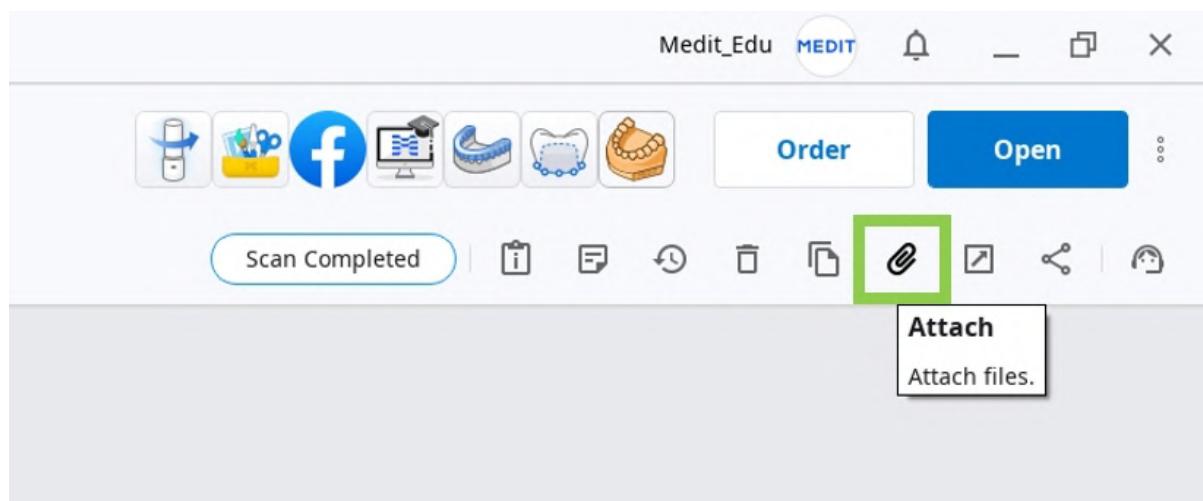 Medit_Edu MEDIT
Order Open
Scan Completed
Attach
Attach files.